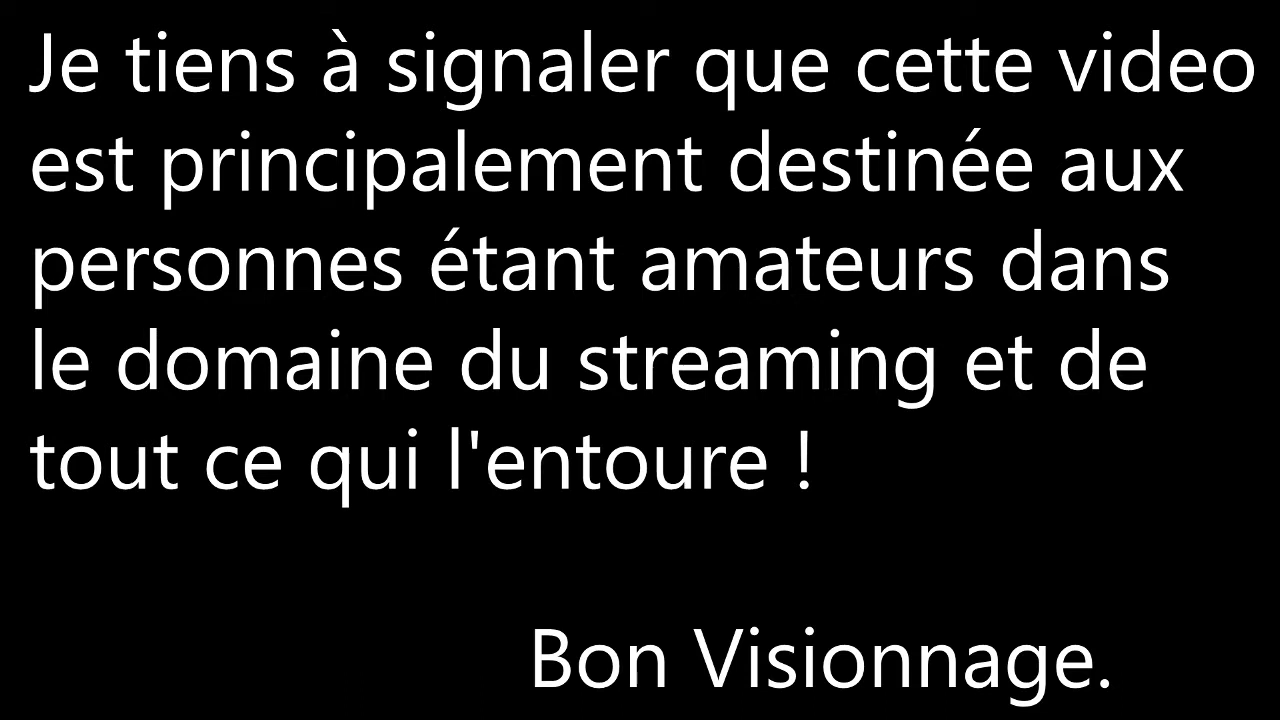 Je tiens à signaler que cette video
est principalement destinée aux
personnes étant amateurs dans
le domaine du streaming et de
tout ce qui l'entoure !
Bon Visionnage.